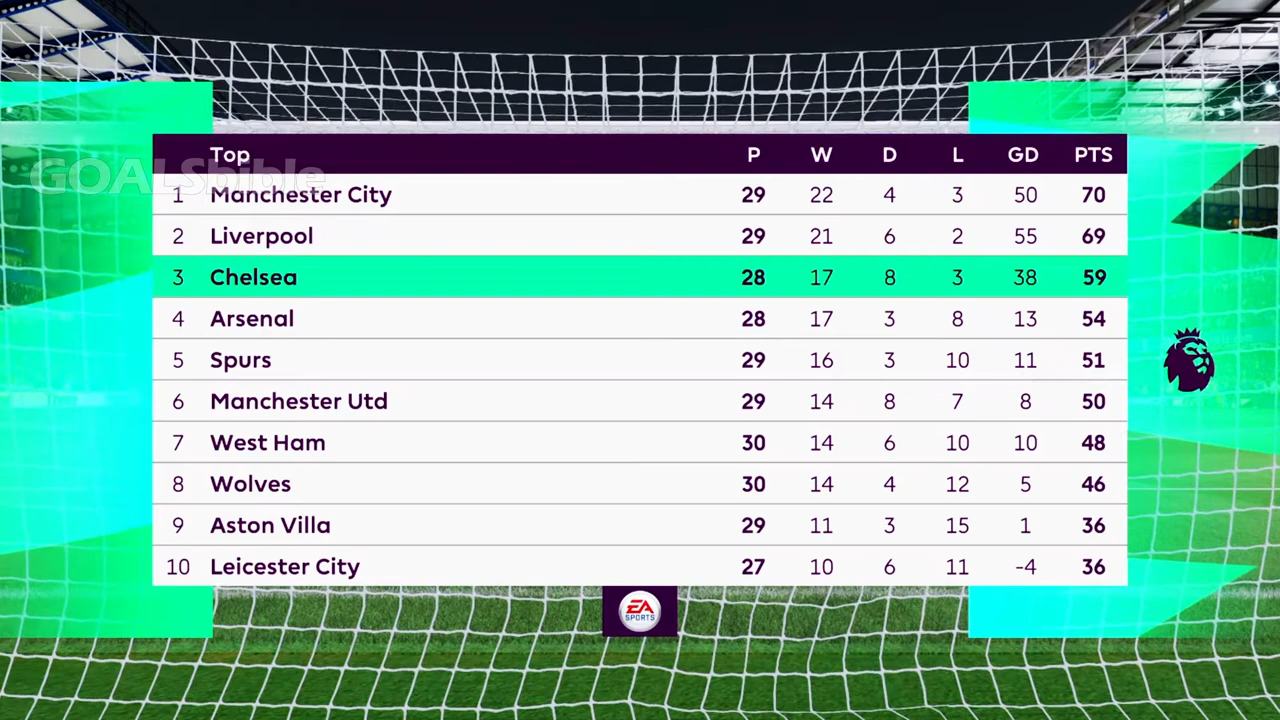 GOALSbible
Top P W D L GD PTS
1 Manchester City 29 22 4 3 50 70
2 Liverpool 29 21 6 2 55 69
3 Chelsea 28 17 8 3 38 59
4 Arsenal 28 17 3 8 13 54
5 Spurs 29 16 3 10 11 51
6 Manchester Utd 29 14 8 7 8 50
7 West Ham 30 14 6 10 10 48
8 Wolves 30 14 4 12 5 46
9 Aston Villa 29 11 3 15 1 36
10 Leicester City 27 10 6 11 -4 36
EA
SPORTS